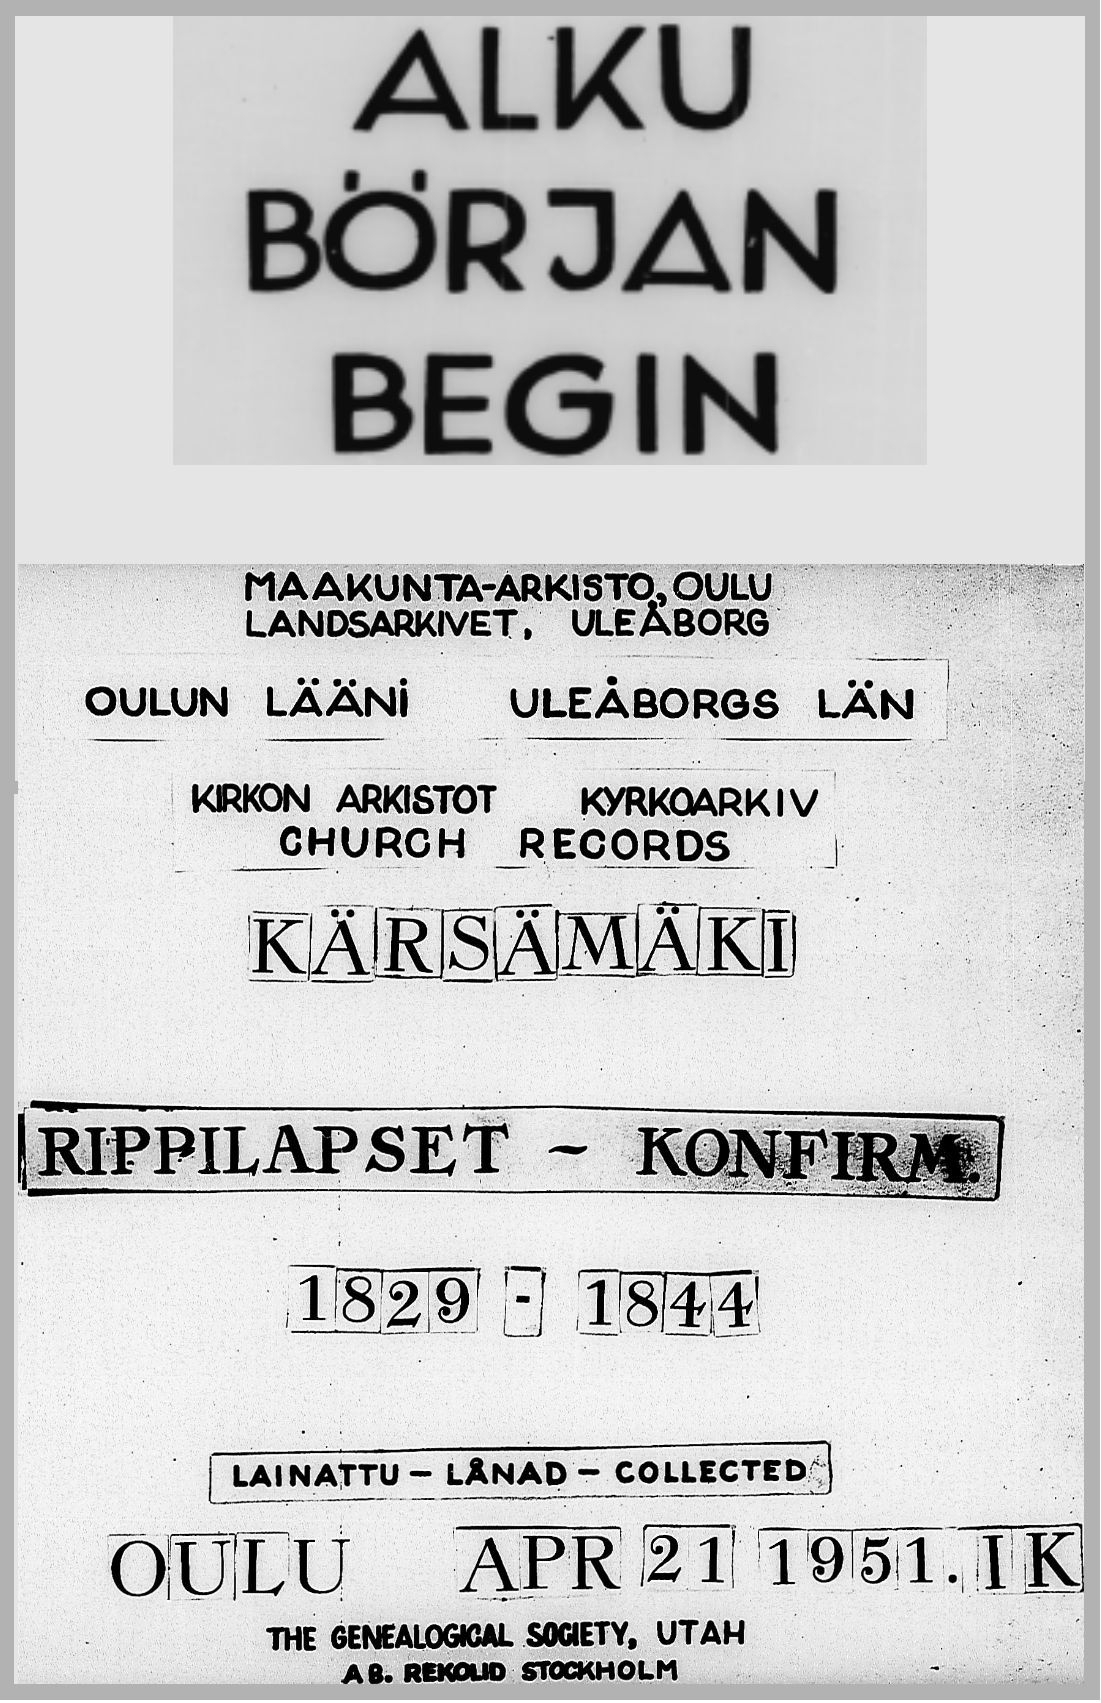 ALKU
BÖRJAN
BEGIN
MAAKUNTA-ARKISTO, OULU
LANDSARKIVET, ULEÅBORG
OULUN LÄÄNI ULEÅBORGS LÄN
KIRKON ARKISTOT KYRKOARKIV
CHURCH RECORDS
KÄRSÄMÄKI
RIPPILAPSET - KONFIRM.
1829 - 1844
LAINATTU - LÅNAD - COLLECTED
OULU APR 21 1951. IK
THE GENEALOGICAL SOCIETY, UTAH
AB. REKOLID STOCKHOLM